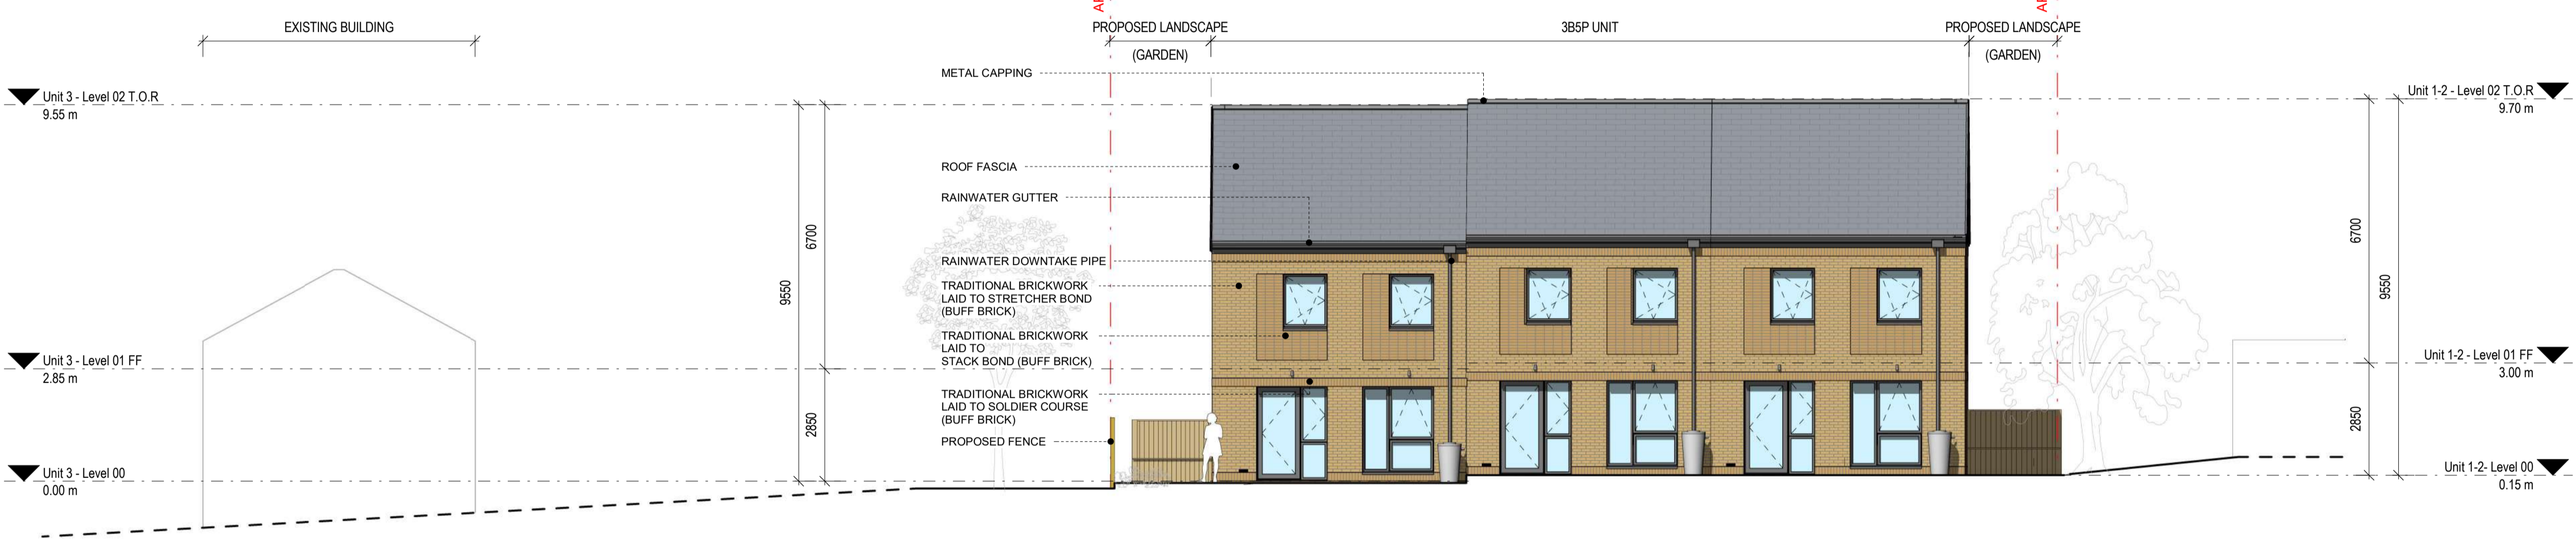 EXISTING BUILDING
PROPOSED LANDSCAPE
(GARDEN)
3B5P UNIT
PROPOSED LANDSCAPE
(GARDEN)
METAL CAPPING
Unit 3 - Level 02 T.O.R
9.55 m
Unit 1-2 - Level 02 T.O.R
9.70 m
ROOF FASCIA
RAINWATER GUTTER
6700
9550
6700
9550
RAINWATER DOWNTAKE PIPE
TRADITIONAL BRICKWORK
LAID TO STRETCHER BOND
(BUFF BRICK)
TRADITIONAL BRICKWORK
LAID TO
STACK BOND (BUFF BRICK)
Unit 3 - Level 01 FF
2.85 m
Unit 1-2 - Level 01 FF
3.00 m
TRADITIONAL BRICKWORK
LAID TO SOLDIER COURSE
(BUFF BRICK)
2850
2850
PROPOSED FENCE
Unit 3 - Level 00
0.00 m
Unit 1-2- Level 00
0.15 m